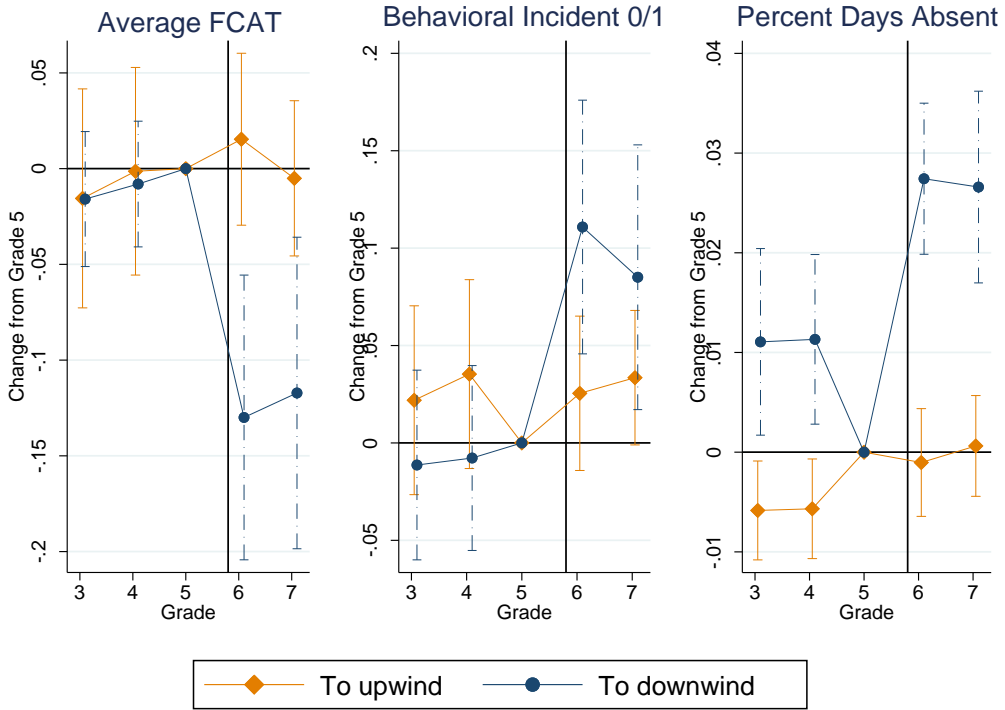 Average FCAT
Change from Grade 5
.05
0
-.05
-.1
-.15
-.2
3 4 5 6 7
Grade
Behavioral Incident 0/1
Change from Grade 5
.2
.15
.1
.05
0
-.05
3 4 5 6 7
Grade
Percent Days Absent
Change from Grade 5
.04
.03
.02
.01
0
-.01
3 4 5 6 7
Grade
To upwind
To downwind